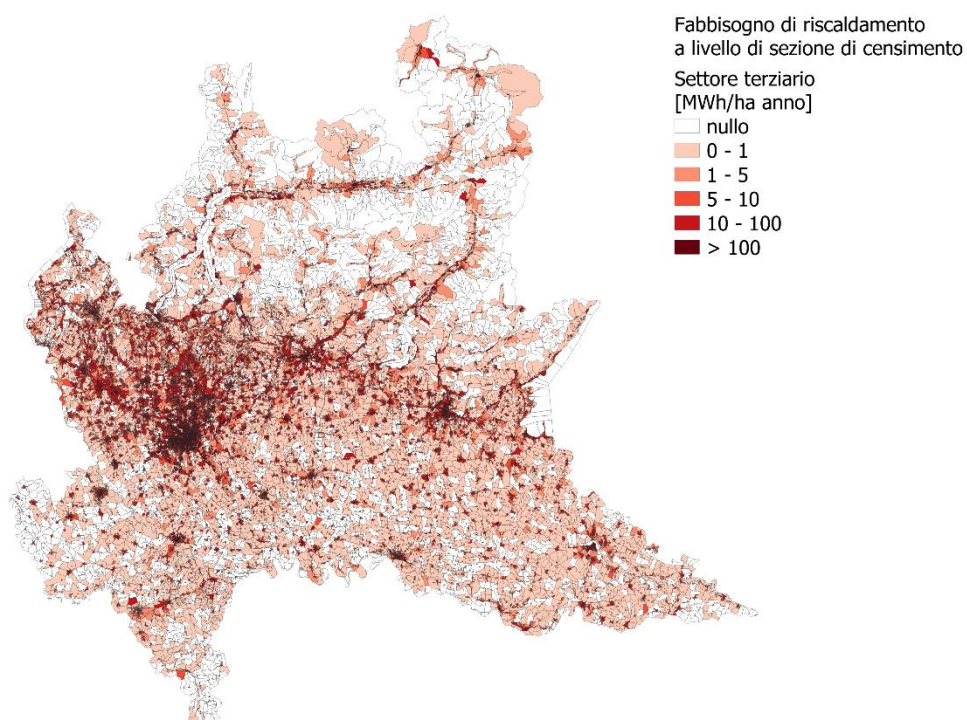 Fabbisogno di riscaldamento
a livello di sezione di censimento
Settore terziario
[MWh/ha anno]
nullo
0 - 1
1 - 5
5 - 10
10 - 100
> 100